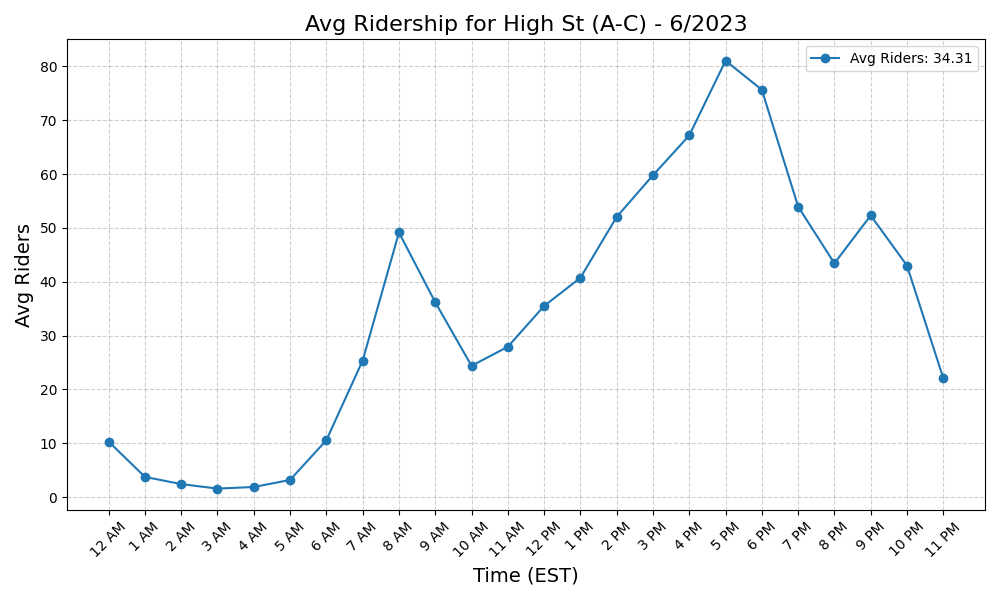 Avg Ridership for High St (A-C) - 6/2023
Avg Riders: 34.31
Avg Riders
80
70
60
50
40
30
20
10
0
12 AM 1 AM 2 AM 3 AM 4 AM 5 AM 6 AM 7 AM 8 AM 9 AM 10 AM 11 AM 12 PM 1 PM 2 PM 3 PM 4 PM 5 PM 6 PM 7 PM 8 PM 9 PM 10 PM 11 PM
Time (EST)